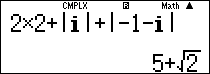 CMPLX R Math ▲
2×2+|i|+|-1-i|
5+√2